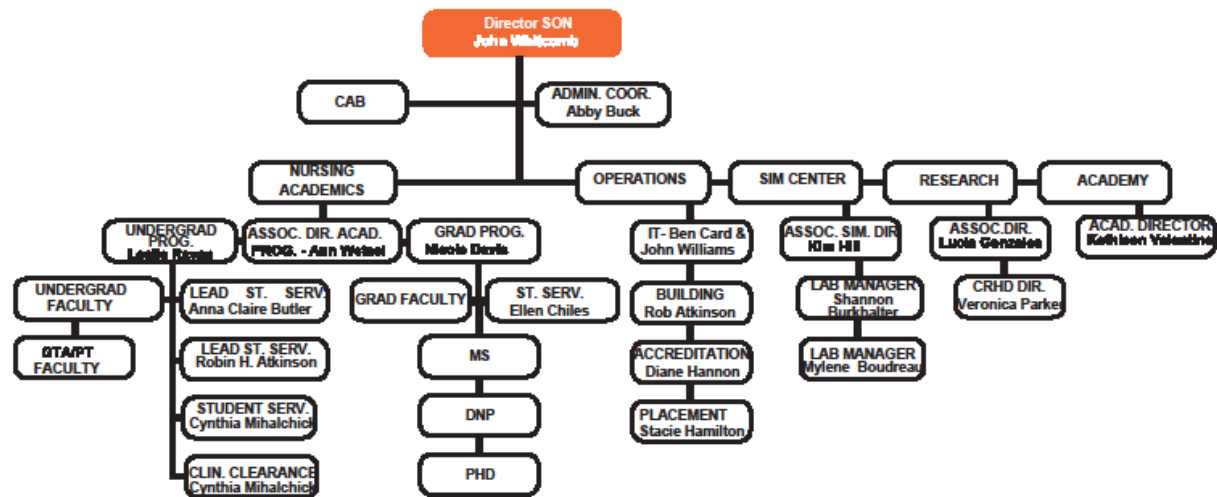 Director SON
John Whitcomb
CAB
ADMIN. COOR.
Abby Buck
NURSING
ACADEMICS
OPERATIONS
SIM CENTER
RESEARCH
ACADEMY
UNDERGRAD
PROG.
Leslie
ASSOC. DIR. ACAD.
PROG. - Ann Wetsel
GRAD PROG.
Nicole Davis
IT- Ben Card &
John Williams
ASSOC. SIM. DIR
Kim Hill
ASSOC.DIR.
Lucia Gonzales
ACAD. DIRECTOR
Kathleen Valentine
UNDERGRAD
FACULTY
LEAD ST. SERV.
Anna Claire Butler
GRAD FACULTY
ST. SERV.
Ellen Chiles
BUILDING
Rob Atkinson
LAB MANAGER
Shannon
Burkhalter
CRHD DIR.
Veronica Parker
GTA/PT
FACULTY
LEAD ST. SERV.
Robin H. Atkinson
MS
ACCREDITATION
Diane Hannon
LAB MANAGER
Mylene Boudreau
STUDENT SERV.
Cynthia Mihalchick
DNP
PLACEMENT
Stacie Hamilton
CLIN. CLEARANCE
Cynthia Mihalchick
PHD